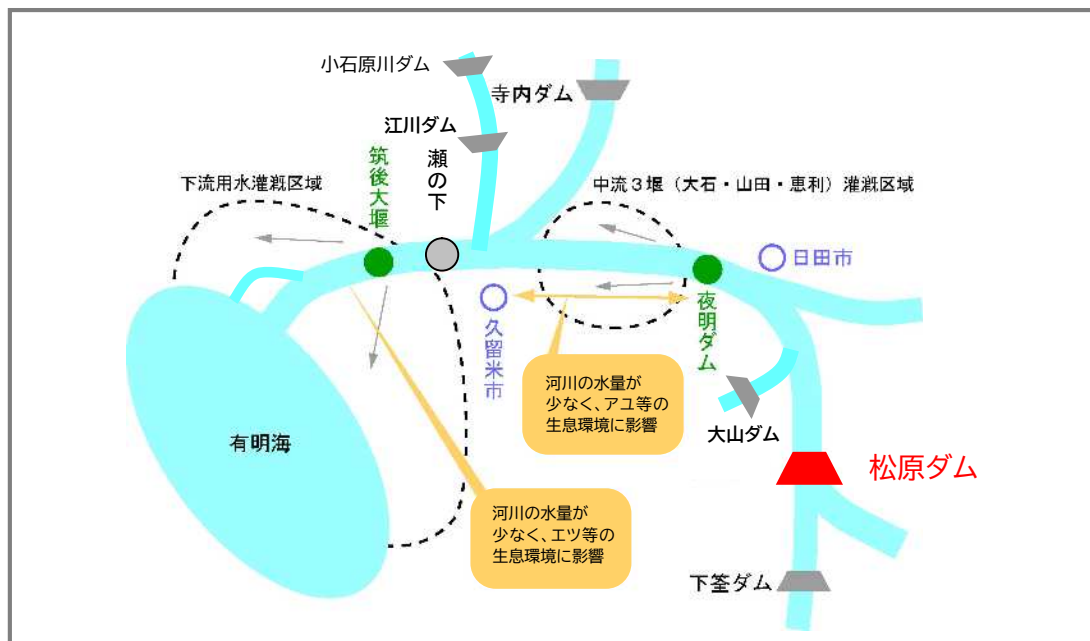 小石原川ダム
寺内ダム
江川ダム
瀬の下
筑後大堰
下流用水灌漑区域
中流3堰(大石・山田・恵利)灌漑区域
日田市
夜明ダム
久留米市
河川の水量が
少なく、アユ等の
生息環境に影響
大山ダム
有明海
松原ダム
河川の水量が
少なく、エツ等の
生息環境に影響
下筌ダム